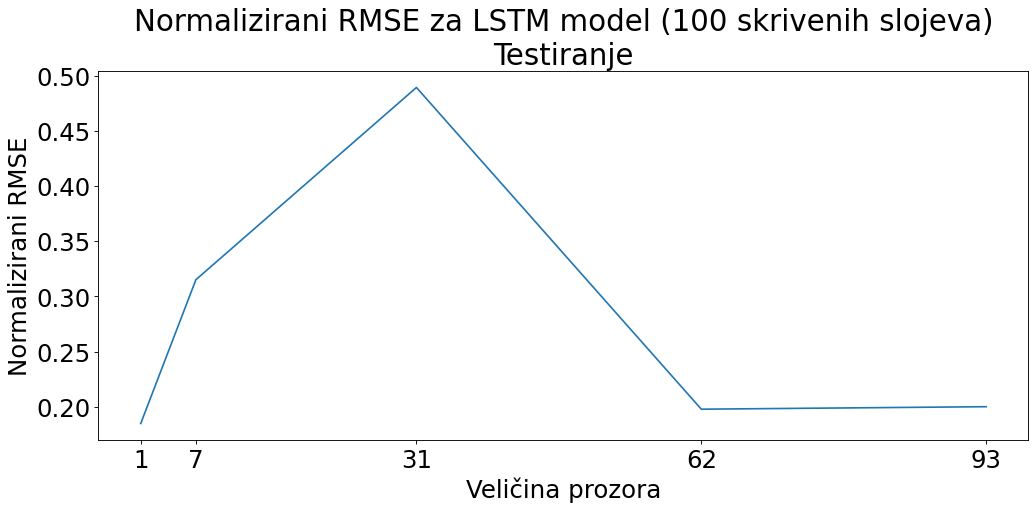 Normalizirani RMSE za LSTM model (100 skrivenih slojeva)
Testiranje
Normalizirani RMSE
0.50
0.45
0.40
0.35
0.30
0.25
0.20
1 7 31 62 93
Veličina prozora